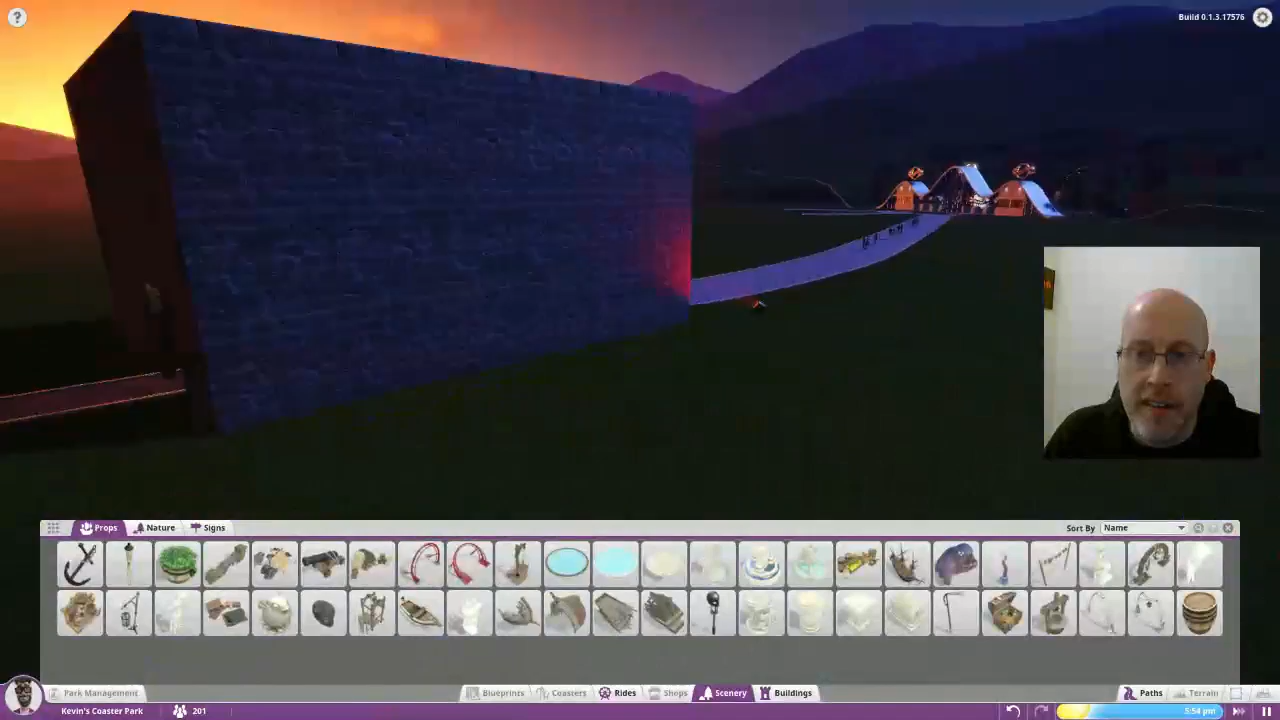 ?
Build 0.1.3.17576
Props Nature Signs Sort By Name
Park Management Blueprints Coasters Rides Shops Scenery Buildings Paths Terrain
Kevin's Coaster Park 201 5:54 pm